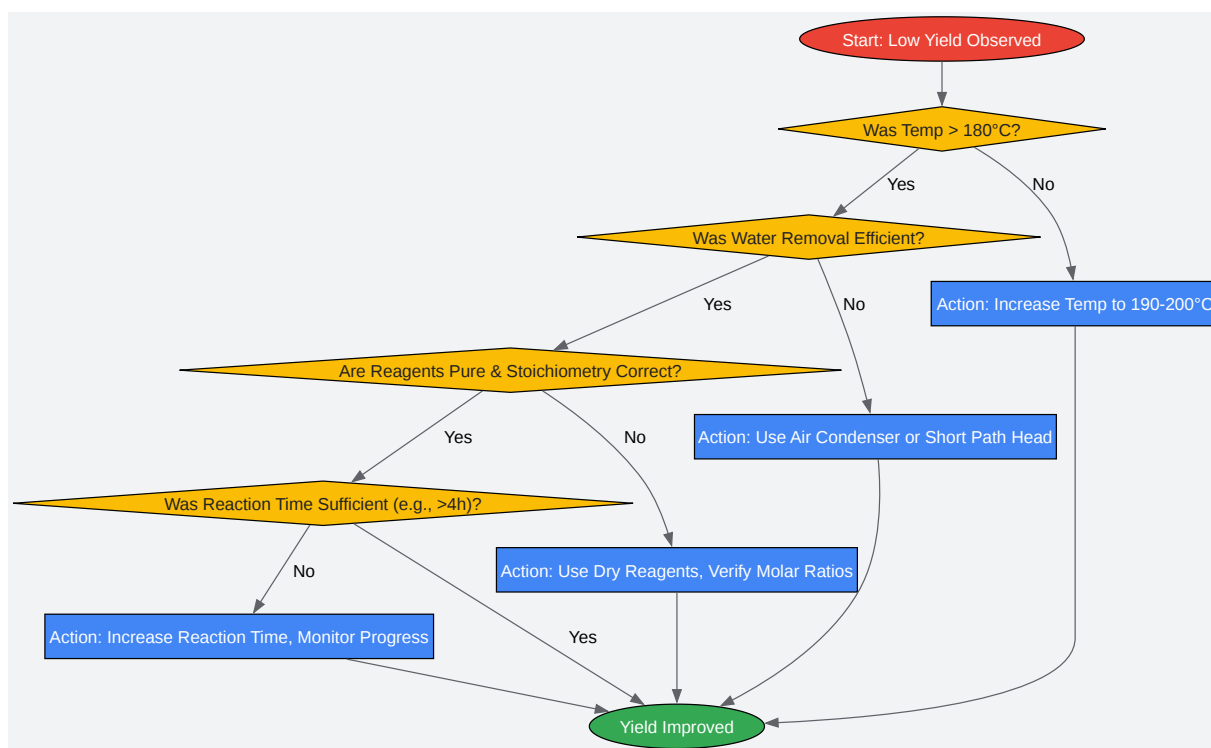 Start: Low Yield Observed
Was Temp > 180°C?
Yes
No
Was Water Removal Efficient?
Action: Increase Temp to 190-200°C
Yes
No
Are Reagents Pure & Stoichiometry Correct?
Action: Use Air Condenser or Short Path Head
Yes
No
Was Reaction Time Sufficient (e.g., >4h)?
Action: Use Dry Reagents, Verify Molar Ratios
No
Yes
Action: Increase Reaction Time, Monitor Progress
Yield Improved